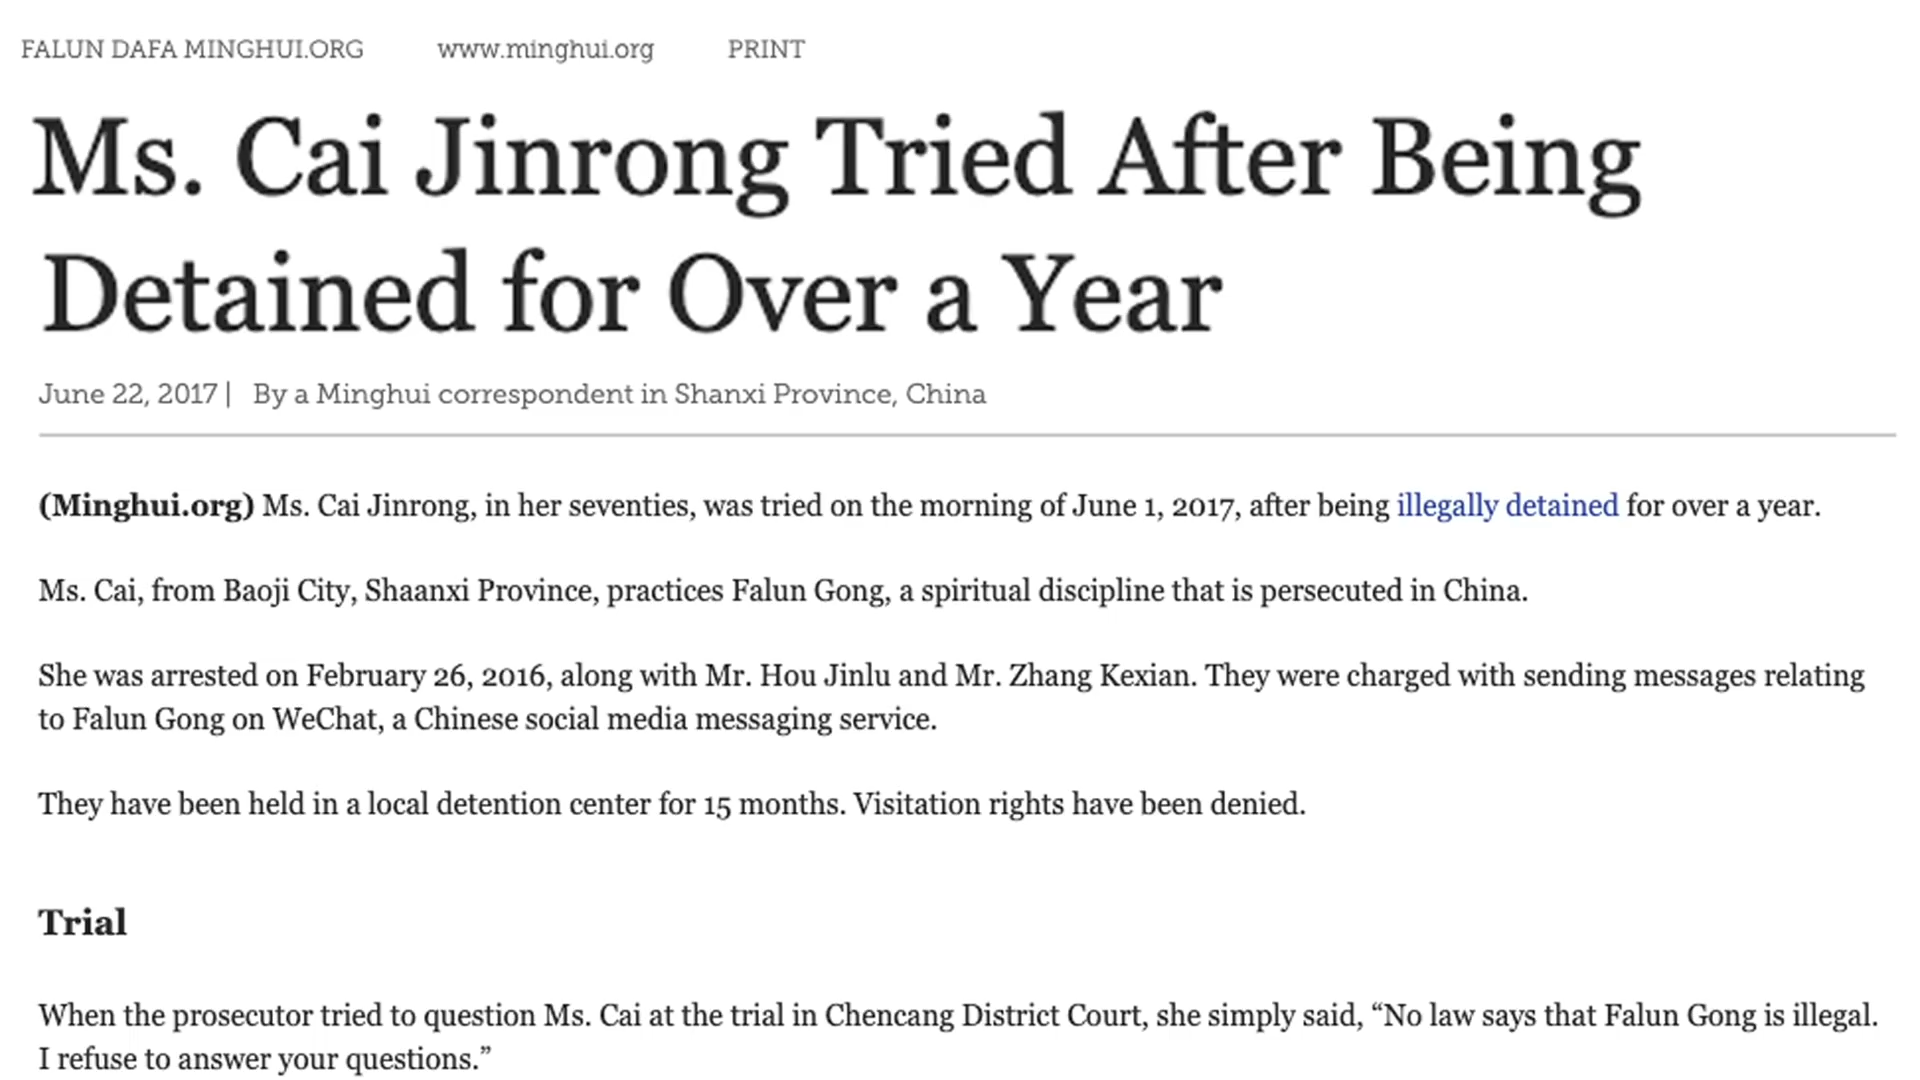 FALUN DAFA MINGHUI.ORG www.minghui.org PRINT
Ms. Cai Jinrong Tried After Being
Detained for Over a Year
June 22, 2017 | By a Minghui correspondent in Shanxi Province, China
(Minghui.org) Ms. Cai Jinrong, in her seventies, was tried on the morning of June 1, 2017, after being illegally detained for over a year.
Ms. Cai, from Baoji City, Shaanxi Province, practices Falun Gong, a spiritual discipline that is persecuted in China.
She was arrested on February 26, 2016, along with Mr. Hou Jinlu and Mr. Zhang Kexian. They were charged with sending messages relating
to Falun Gong on WeChat, a Chinese social media messaging service.
They have been held in a local detention center for 15 months. Visitation rights have been denied.
Trial
When the prosecutor tried to question Ms. Cai at the trial in Chencang District Court, she simply said, “No law says that Falun Gong is illegal.
I refuse to answer your questions.”